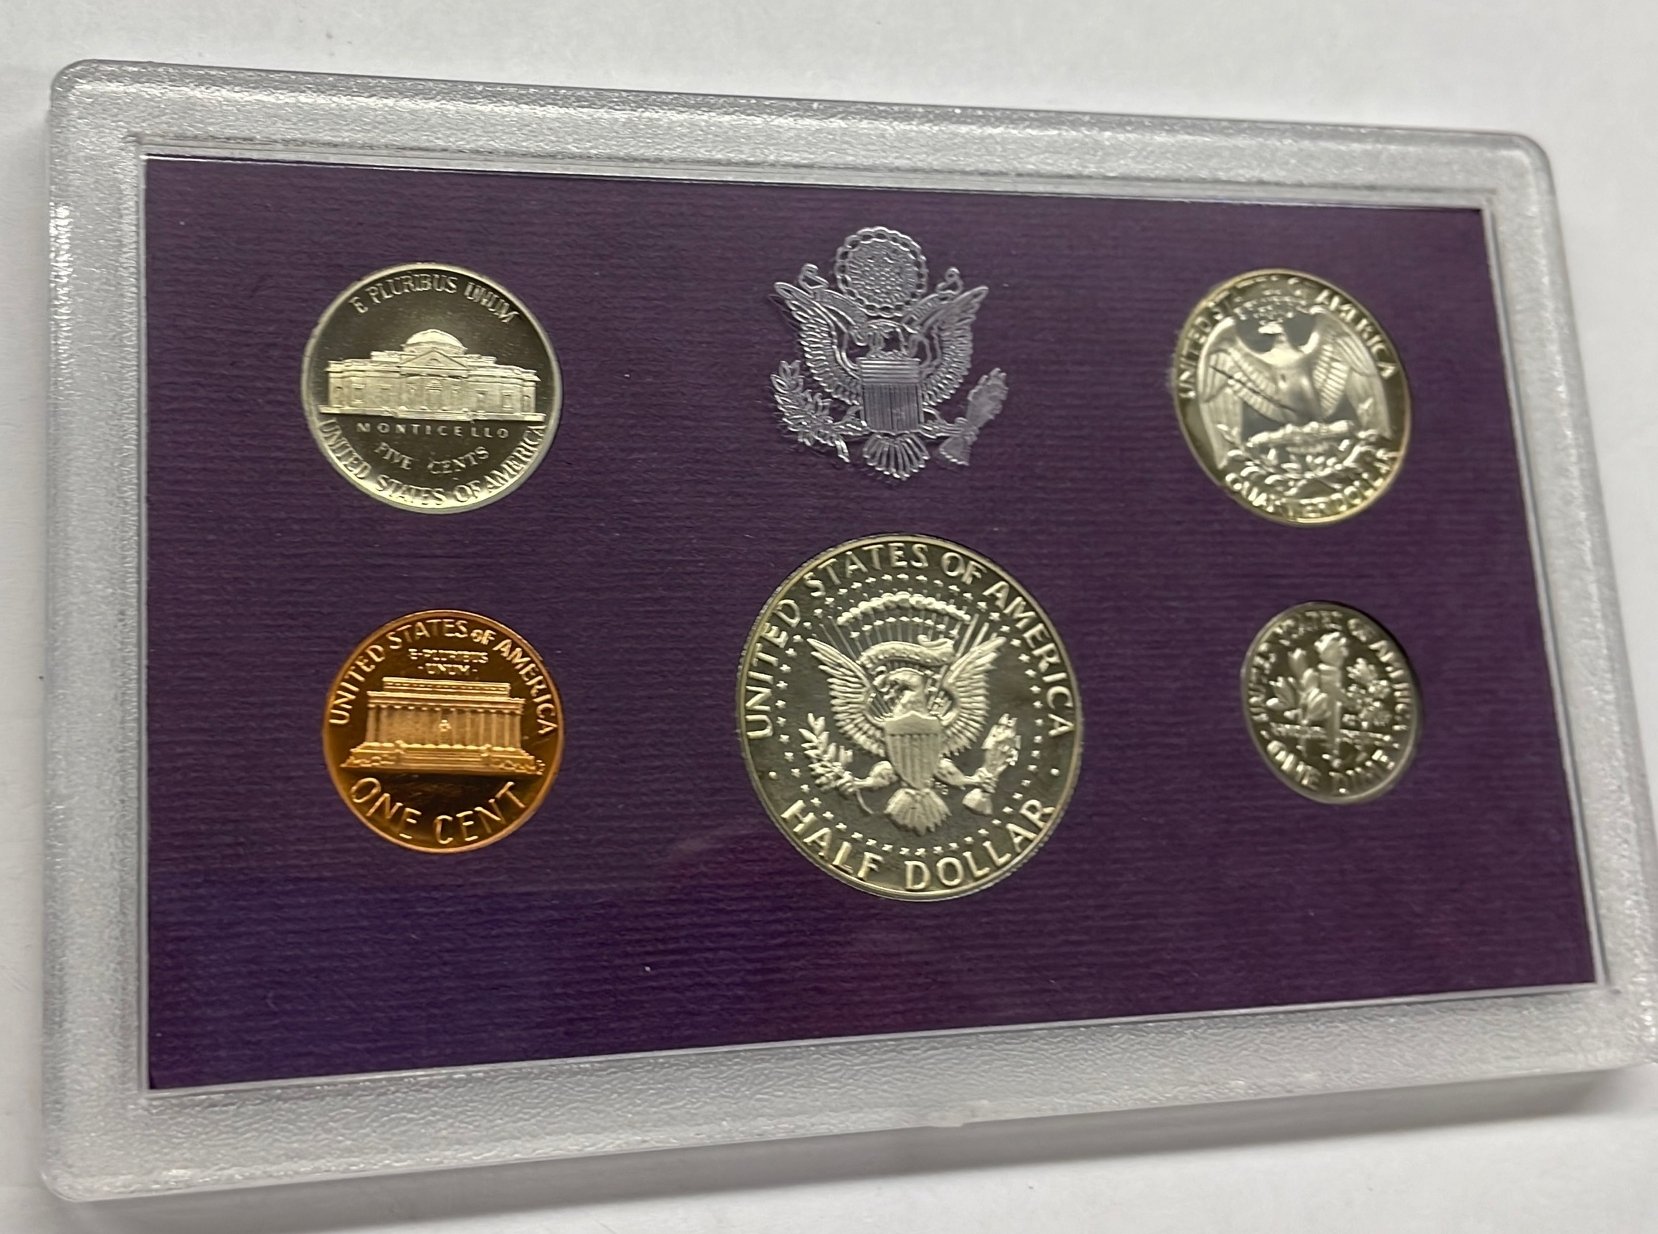 E PLURIBUS UNUM
MONTICELLO
FIVE CENTS
UNITED STATES OF AMERICA
UNITED STATES OF AMERICA
QUARTER DOLLAR
UNITED STATES OF AMERICA
E·PLURIBUS
·UNUM·
ONE CENT
UNITED STATES OF AMERICA
HALF DOLLAR
UNITED STATES OF AMERICA
ONE DIME